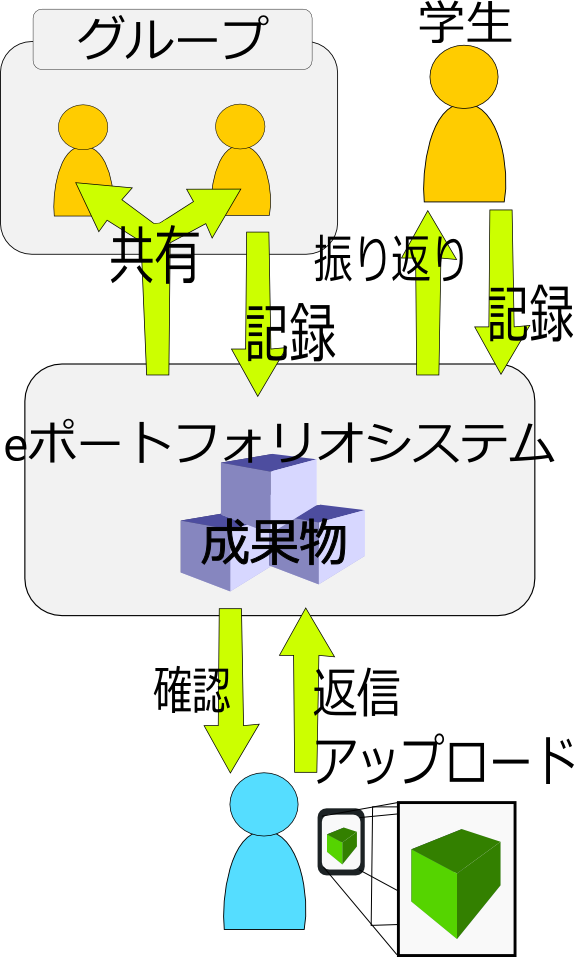 グループ
学生
共有
振り返り
記録
記録
eポートフォリオシステム
成果物
確認
返信
アップロード